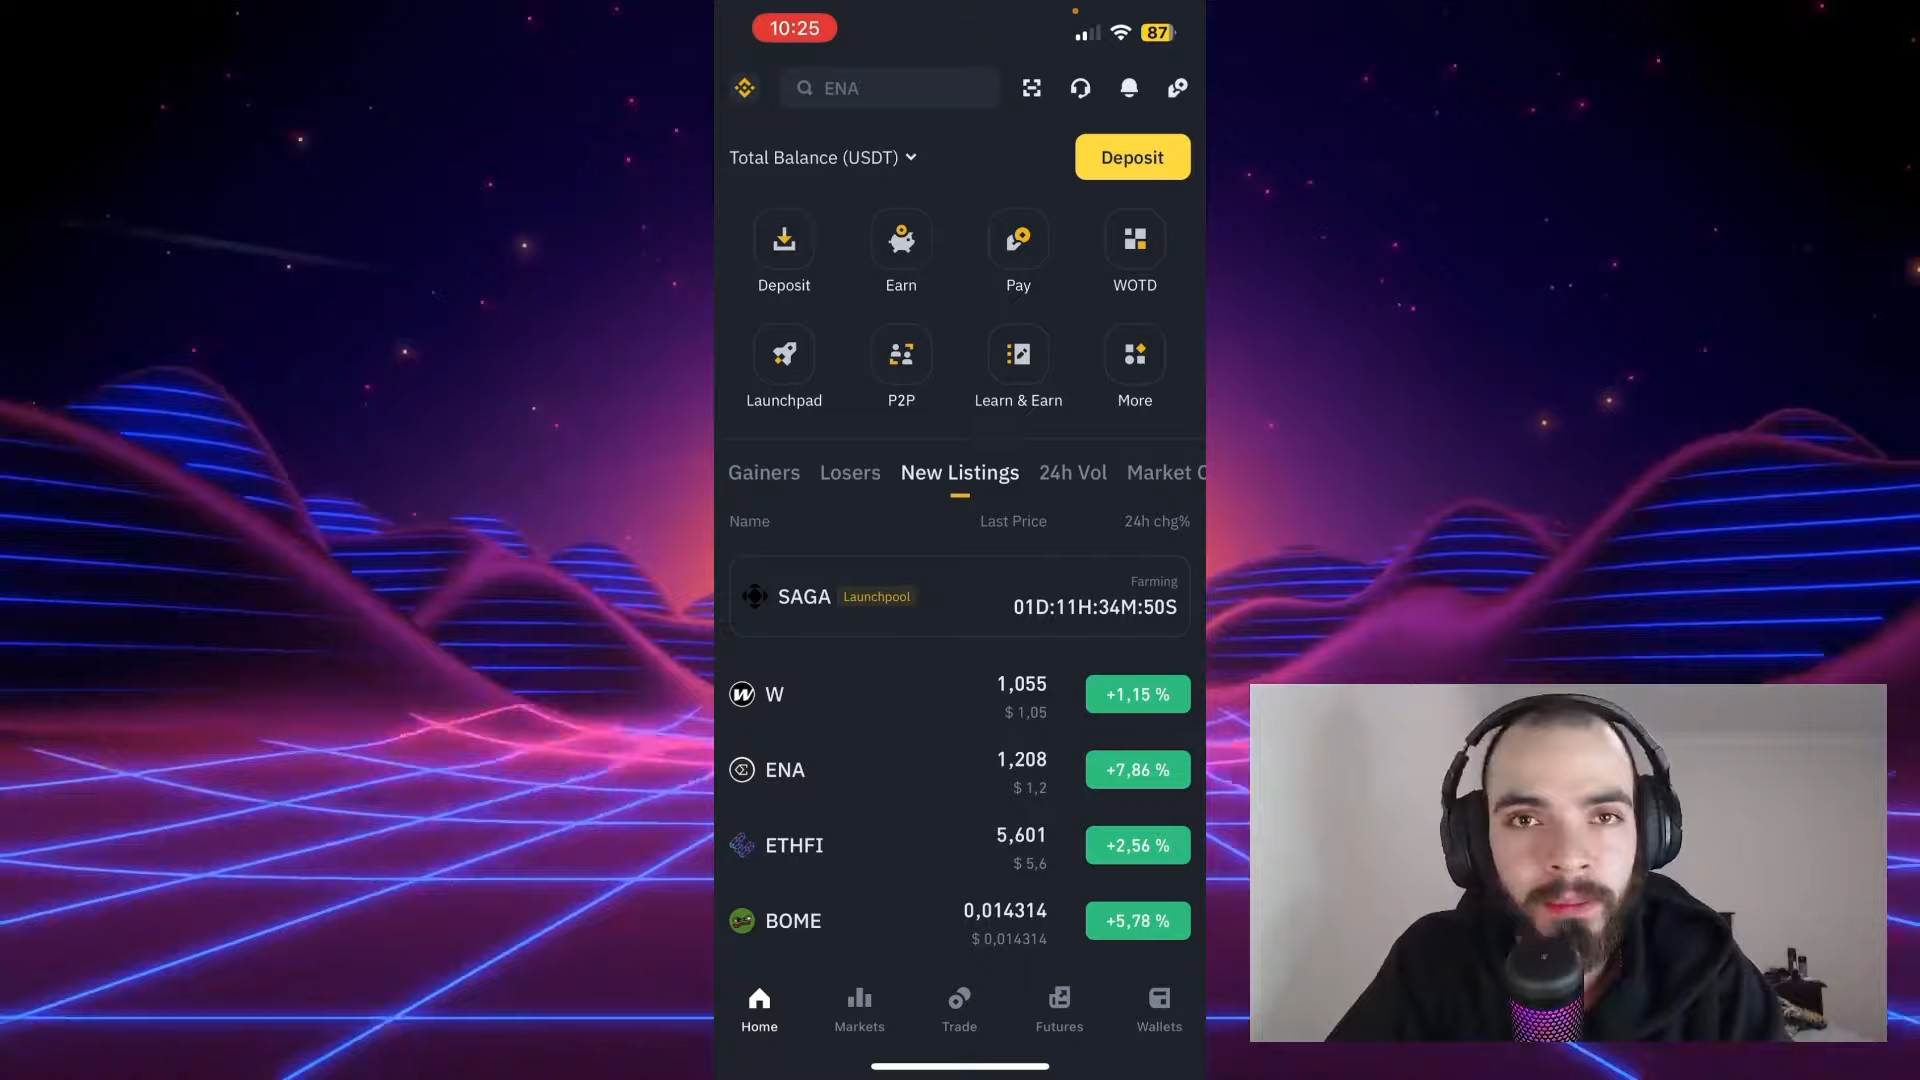 10:25
87
ENA
Total Balance (USDT)
Deposit
Deposit
Earn
Pay
WOTD
Launchpad
P2P
Learn & Earn
More
Gainers Losers New Listings 24h Vol Market C
Name Last Price 24h chg%
SAGA Launchpool
Farming
01D:11H:34M:50S
W 1,055 +1,15 %
$ 1,05
ENA 1,208 +7,86 %
$ 1,2
ETHFI 5,601 +2,56 %
$ 5,6
BOME 0,014314 +5,78 %
$ 0,014314
Home
Markets
Trade
Futures
Wallets